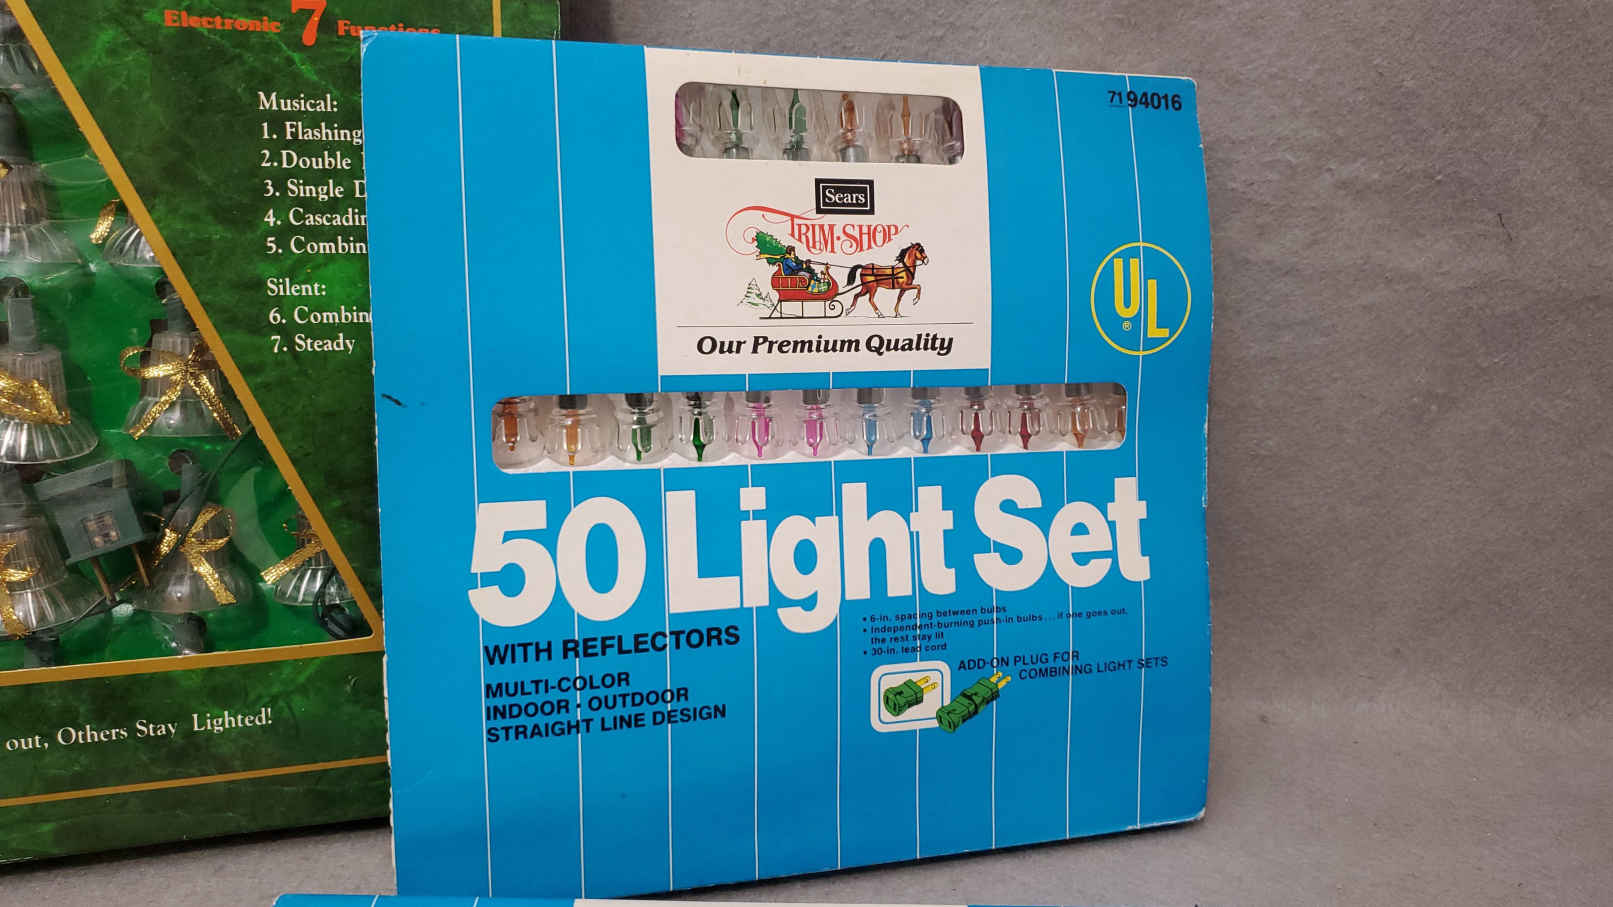 Electronic 7 Functions
Musical:
1. Flashing
2. Double
3. Single
4. Cascadin
5. Combin
Silent:
6. Combin
7. Steady
out, Others Stay Lighted!
71 94016
Sears
TRIM·SHOP
Our Premium Quality
UL
®
50 Light Set
WITH REFLECTORS
MULTI-COLOR
INDOOR · OUTDOOR
STRAIGHT LINE DESIGN
• 6-in. spacing between bulbs
• Independent-burning push-in bulbs... if one goes out,
the rest stay lit
• 30-in. lead cord
ADD-ON PLUG FOR
COMBINING LIGHT SETS